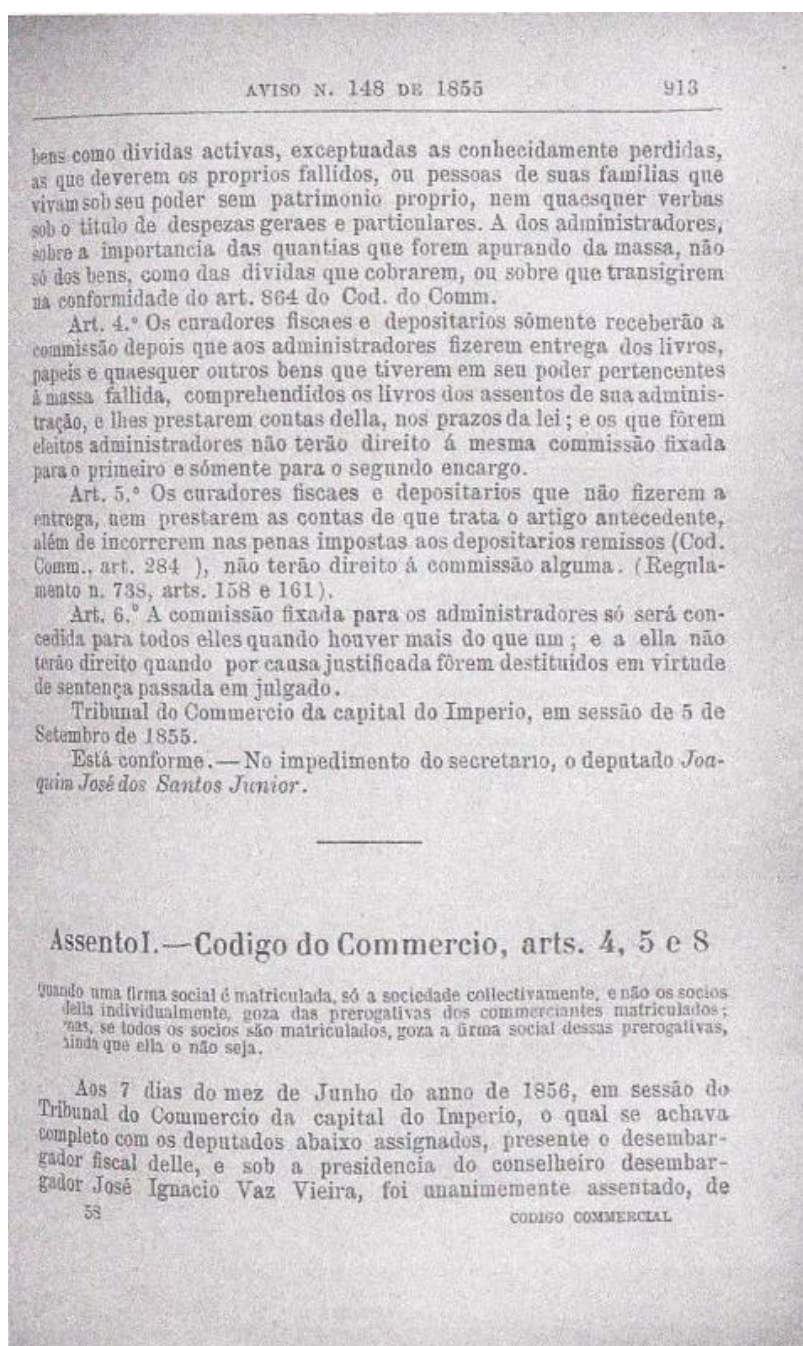 AVISO N. 148 DE 1855 913
bens como dividas activas, exceptuadas as conhecidamente perdidas,
as que deverem os proprios fallidos, ou pessoas de suas familias que
vivam sob seu poder sem patrimonio proprio, nem quaesquer verbas
sob o titulo de despezas geraes e particulares. A dos administradores,
sobre a importancia das quantias que forem apurando da massa, não
só dos bens, como das dividas que cobrarem, ou sobre que transigirem
na conformidade do art. 864 do Cod. do Comm.
Art. 4.º Os curadores fiscaes e depositarios sómente receberão a
commissão depois que aos administradores fizerem entrega dos livros,
papeis e quaesquer outros bens que tiverem em seu poder pertencentes
á massa fallida, comprehendidos os livros dos assentos de sua adminis-
tração, e lhes prestarem contas della, nos prazos da lei; e os que fôrem
eleitos administradores não terão direito á mesma commissão fixada
para o primeiro e sómente para o segundo encargo.
Art. 5.º Os curadores fiscaes e depositarios que não fizerem a
entrega, nem prestarem as contas de que trata o artigo antecedente,
além de incorrerem nas penas impostas aos depositarios remissos (Cod.
Comm., art. 284 ), não terão direito á commissão alguma. (Regula-
mento n. 738, arts. 158 e 161).
Art. 6.º A commissão fixada para os administradores só será con-
cedida para todos elles quando houver mais do que um; e a ella não
terão direito quando por causa justificada fôrem destituidos em virtude
de sentença passada em julgado.
Tribunal do Commercio da capital do Imperio, em sessão de 5 de
Setembro de 1855.
Está conforme.—No impedimento do secretario, o deputado Joa-
quim José dos Santos Junior.
Assento I.—Codigo do Commercio, arts. 4, 5 e 8
Quando uma firma social é matriculada, só a sociedade collectivamente, e não os socios
della individualmente, goza das prerogativas dos commerciantes matriculados;
mas, se todos os socios são matriculados, goza a firma social dessas prerogativas,
ainda que ella o não seja.
Aos 7 dias do mez de Junho do anno de 1856, em sessão do
Tribunal do Commercio da capital do Imperio, o qual se achava
completo com os deputados abaixo assignados, presente o desembar-
gador fiscal delle, e sob a presidencia do conselheiro desembar-
gador José Ignacio Vaz Vieira, foi unanimemente assentado, de
58 CODIGO COMMERCIAL